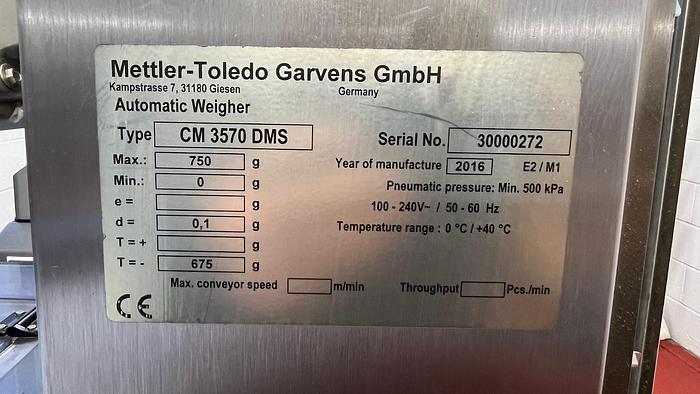 Mettler-Toledo Garvens GmbH
Kampstrasse 7, 31180 Giesen Germany
Automatic Weigher
Type CM 3570 DMS Serial No. 30000272
Max.: 750 g Year of manufacture 2016 E2 / M1
Min.: 0 g Pneumatic pressure: Min. 500 kPa
e = g 100 - 240V~ / 50 - 60 Hz
d = 0,1 g Temperature range : 0 °C / +40 °C
T = + g
T = - 675 g
Max. conveyor speed m/min Throughput Pcs./min
CE